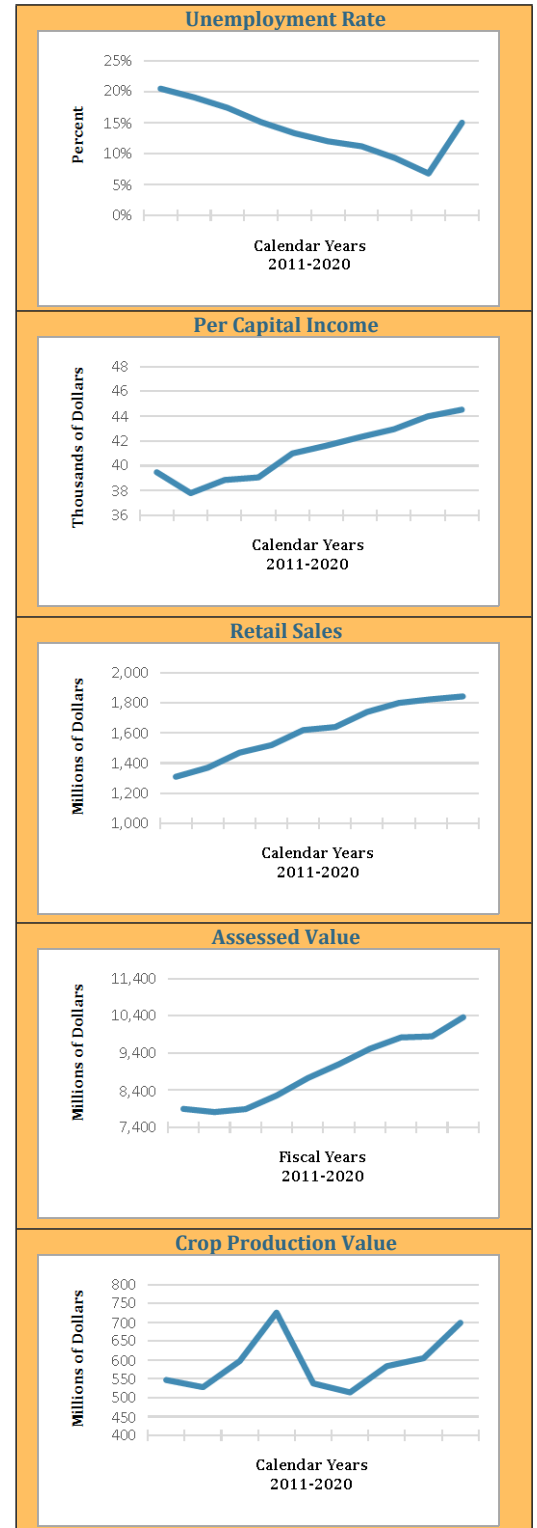 Unemployment Rate
Percent
25%
20%
15%
10%
5%
0%
Calendar Years
2011-2020
Per Capital Income
Thousands of Dollars
48
46
44
42
40
38
36
Calendar Years
2011-2020
Retail Sales
Millions of Dollars
2,000
1,800
1,600
1,400
1,200
1,000
Calendar Years
2011-2020
Assessed Value
Millions of Dollars
11,400
10,400
9,400
8,400
7,400
Fiscal Years
2011-2020
Crop Production Value
Millions of Dollars
800
750
700
650
600
550
500
450
400
Calendar Years
2011-2020